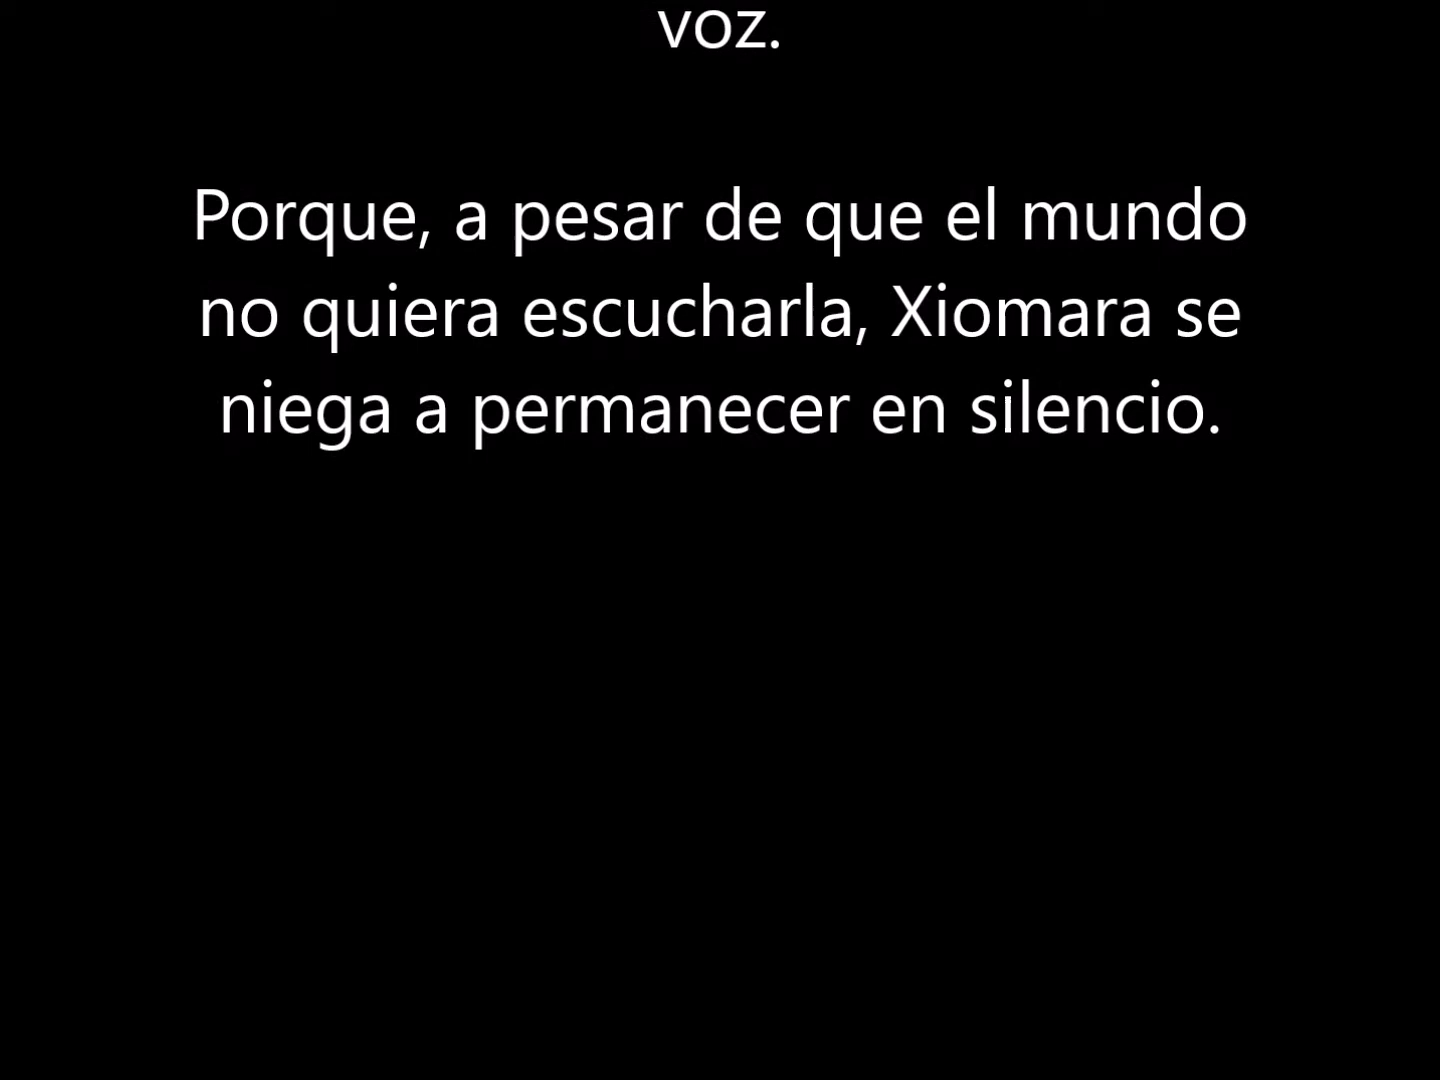 voz.
Porque, a pesar de que el mundo
no quiera escucharla, Xiomara se
niega a permanecer en silencio.